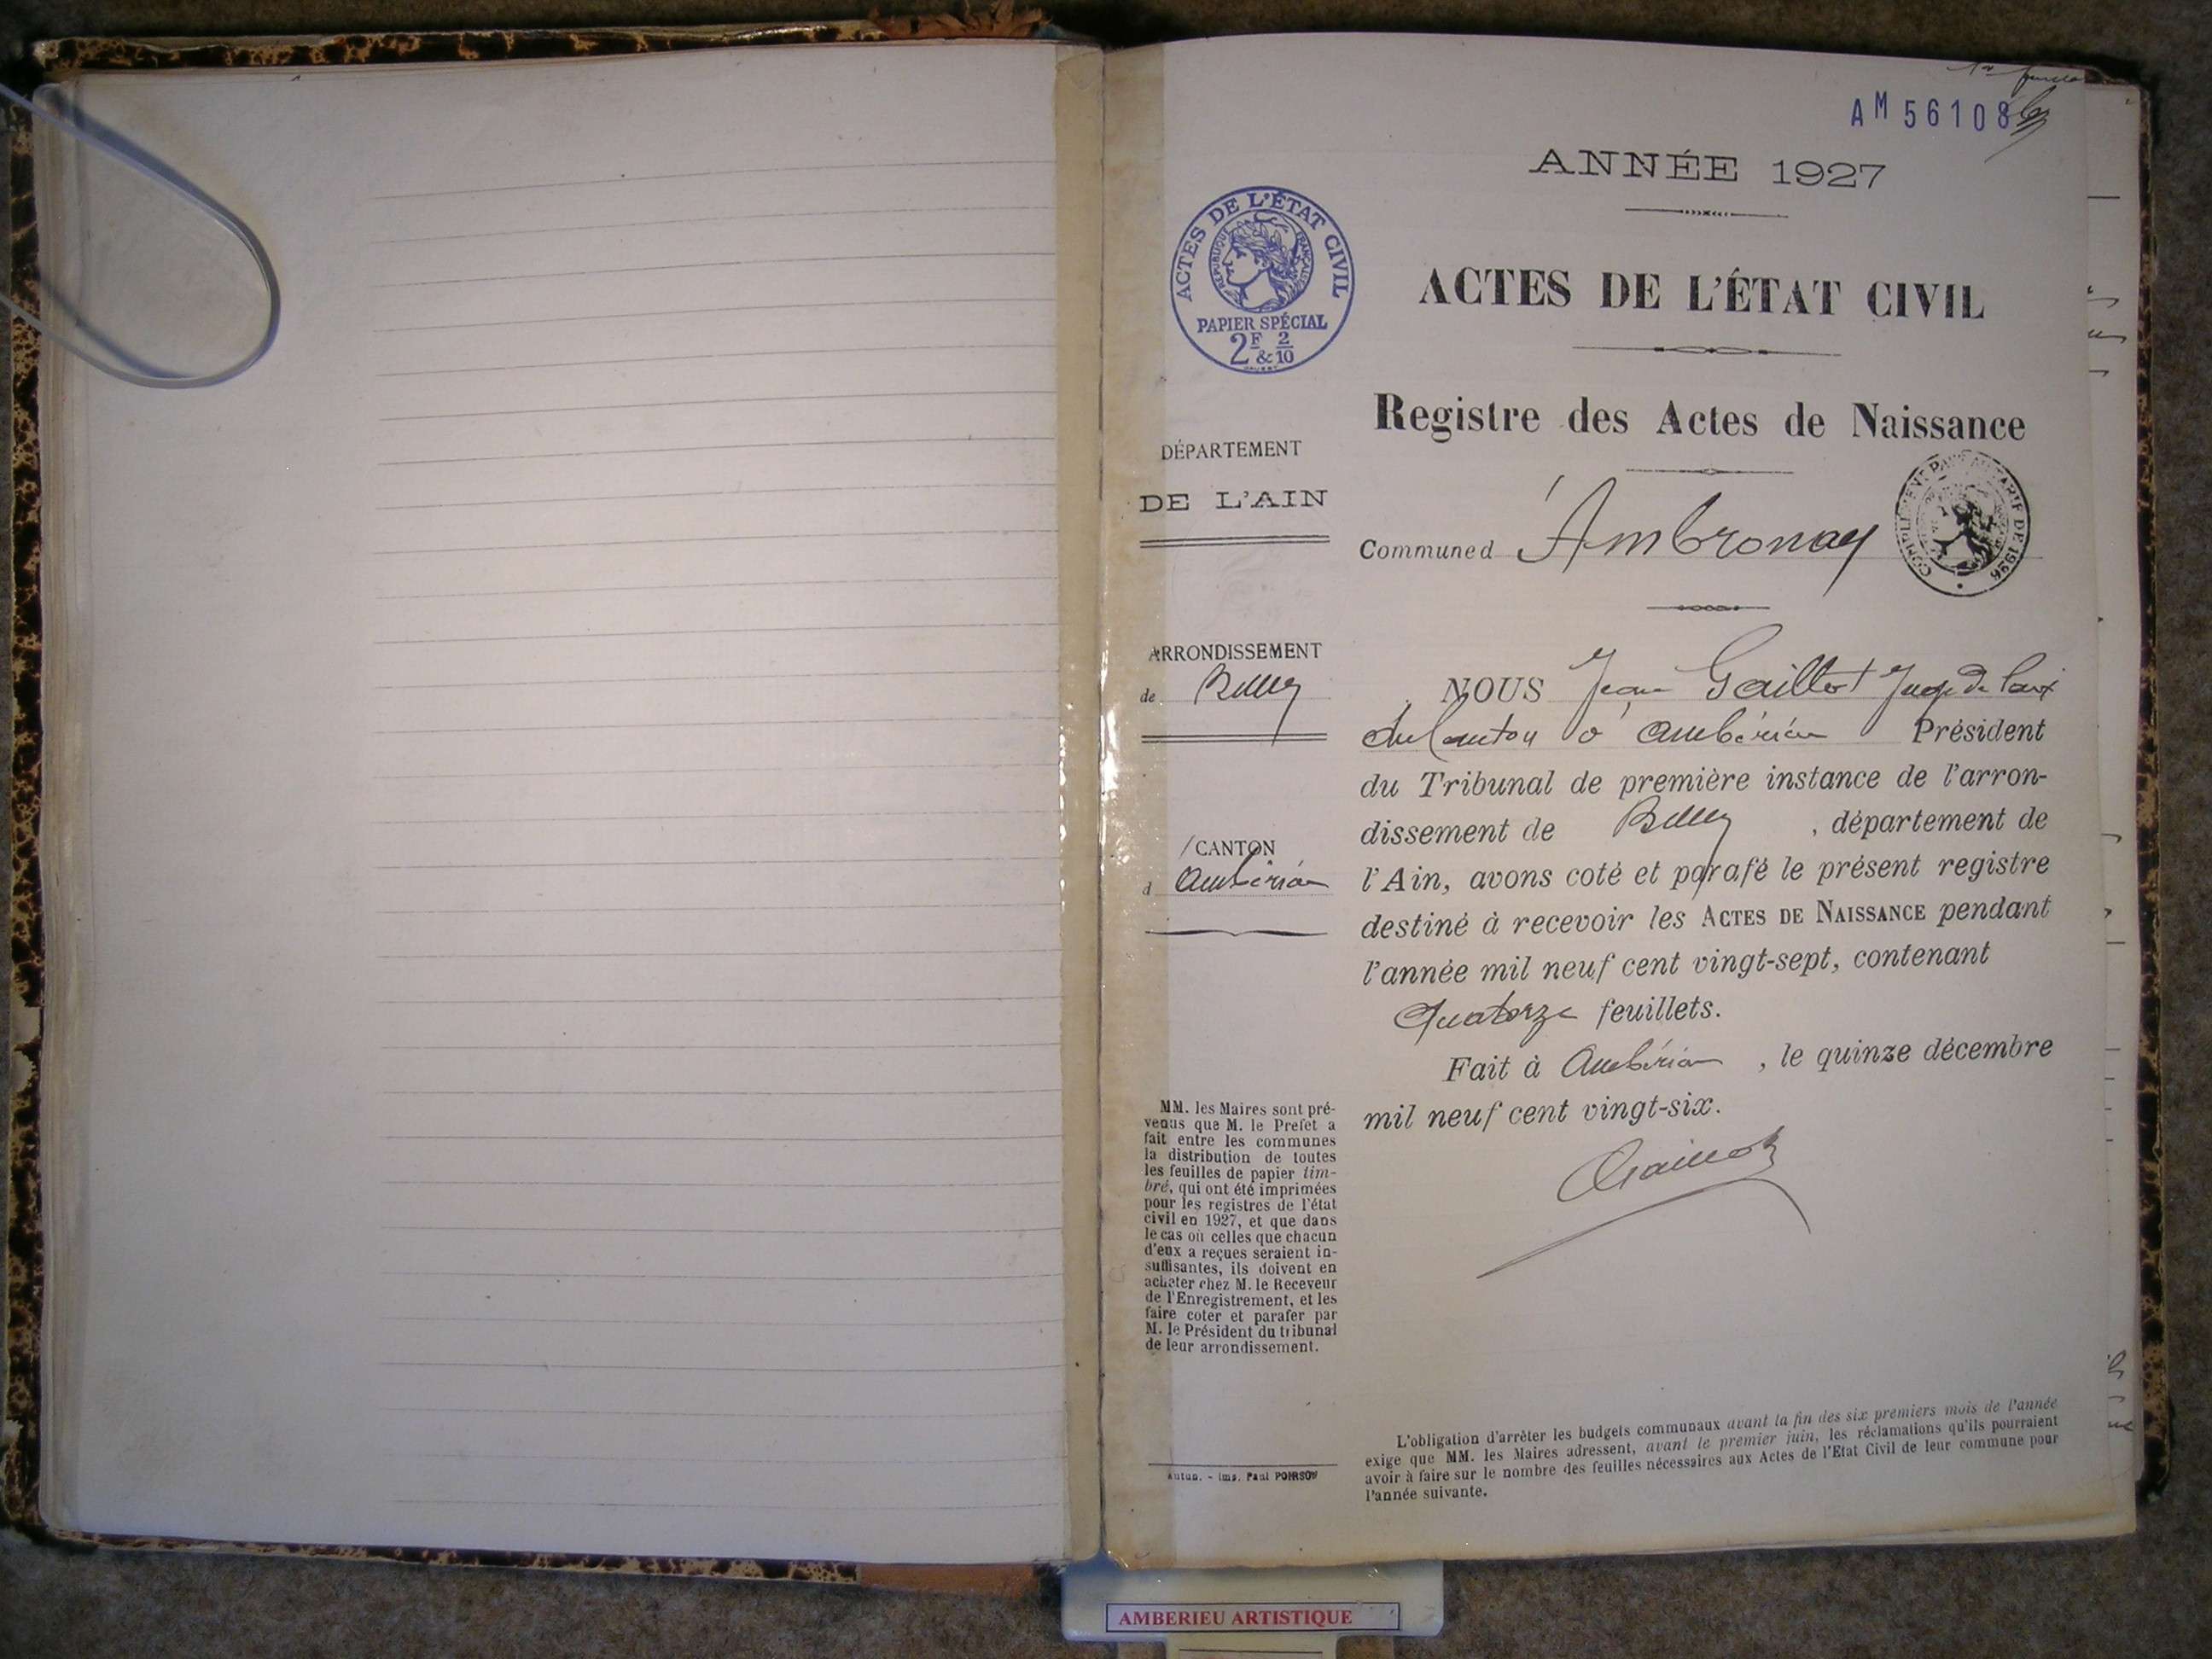 1er feuillet
AM 56108
ANNÉE 1927
ACTES DE L'ÉTAT CIVIL
RÉPUBLIQUE FRANÇAISE
PAPIER SPÉCIAL
2F & 2/10
ACTES DE L'ÉTAT CIVIL
Registre des Actes de Naissance
DÉPARTEMENT
DE L'AIN
Commune d'Ambronay
DE 1926
ARRONDISSEMENT
de Belley
CANTON
d'Ambérieu
NOUS Jean Gaillot Juge de Paix
du Canton d'Ambérieu Président
du Tribunal de première instance de l'arron-
dissement de Belley, département de
l'Ain, avons coté et parafé le présent registre
destiné à recevoir les ACTES DE NAISSANCE pendant
l'année mil neuf cent vingt-sept, contenant
Quatorze feuillets.
Fait à Ambérieu, le quinze décembre
mil neuf cent vingt-six.
Gaillot
MM. les Maires sont pré-
venus que M. le Préfet a
fait entre les communes
la distribution de toutes
les feuilles de papier tim-
bré, qui ont été imprimées
pour les registres de l'état
civil en 1927, et que dans
le cas où celles que chacun
d'eux a reçues seraient in-
suffisantes, ils doivent en
acheter chez M. le Receveur
de l'Enregistrement, et les
faire coter et parafer par
M. le Président du tribunal
de leur arrondissement.
Autun. - Imp. Paul POIRSON
L'obligation d'arrêter les budgets communaux avant la fin des six premiers mois de l'année
exige que MM. les Maires adressent, avant le premier juin, les réclamations qu'ils pourraient
avoir à faire sur le nombre des feuilles nécessaires aux Actes de l'Etat Civil de leur commune pour
l'année suivante.
AMBERIEU ARTISTIQUE